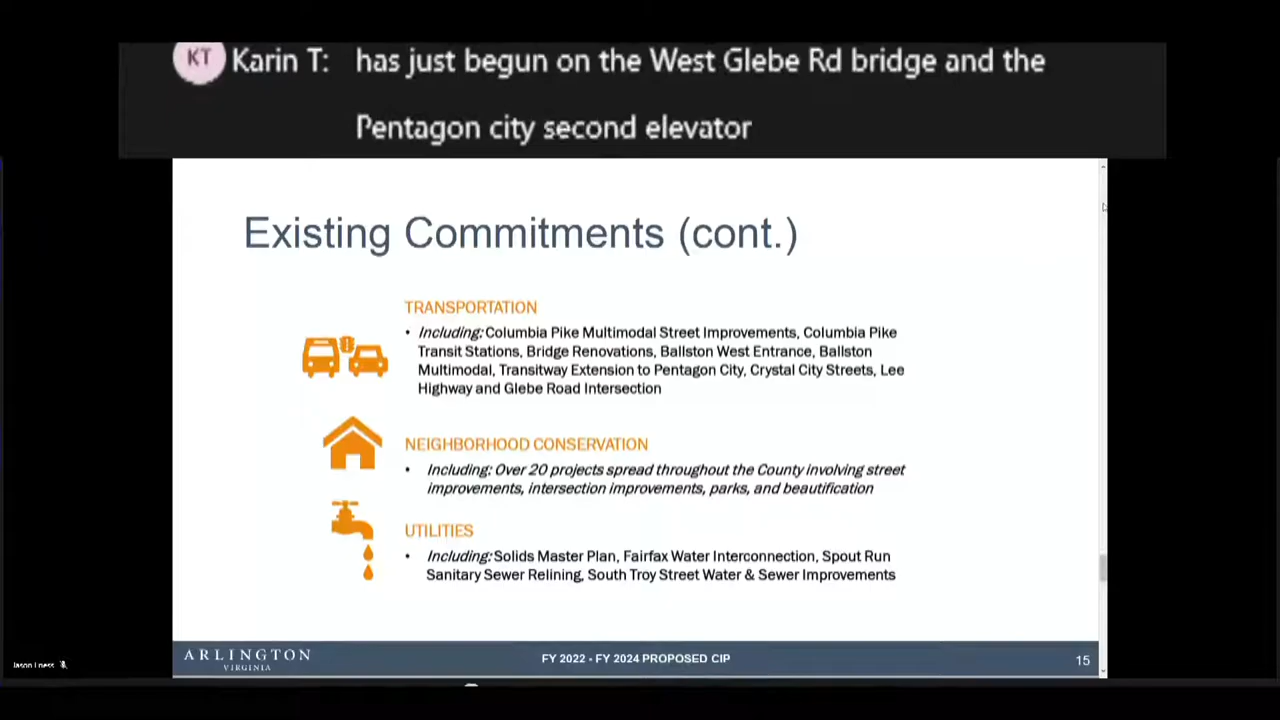 KT Karin T: has just begun on the West Glebe Rd bridge and the
Pentagon city second elevator
Existing Commitments (cont.)
TRANSPORTATION
• Including: Columbia Pike Multimodal Street Improvements, Columbia Pike
Transit Stations, Bridge Renovations, Ballston West Entrance, Ballston
Multimodal, Transitway Extension to Pentagon City, Crystal City Streets, Lee
Highway and Glebe Road Intersection
NEIGHBORHOOD CONSERVATION
• Including: Over 20 projects spread throughout the County involving street
improvements, intersection improvements, parks, and beautification
UTILITIES
• Including: Solids Master Plan, Fairfax Water Interconnection, Spout Run
Sanitary Sewer Relining, South Troy Street Water & Sewer Improvements
ARLINGTON
VIRGINIA
FY 2022 - FY 2024 PROPOSED CIP
15
Jason